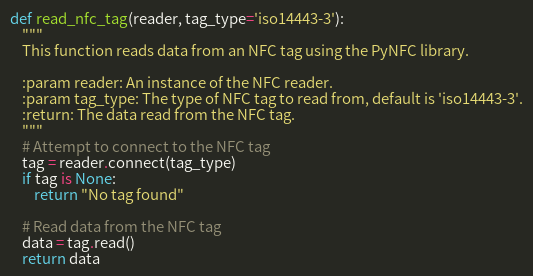 def read_nfc_tag(reader, tag_type='iso14443-3'):
    """
    This function reads data from an NFC tag using the PyNFC library.

    :param reader: An instance of the NFC reader.
    :param tag_type: The type of NFC tag to read from, default is 'iso14443-3'.
    :return: The data read from the NFC tag.
    """
    # Attempt to connect to the NFC tag
    tag = reader.connect(tag_type)
    if tag is None:
        return "No tag found"

    # Read data from the NFC tag
    data = tag.read()
    return data